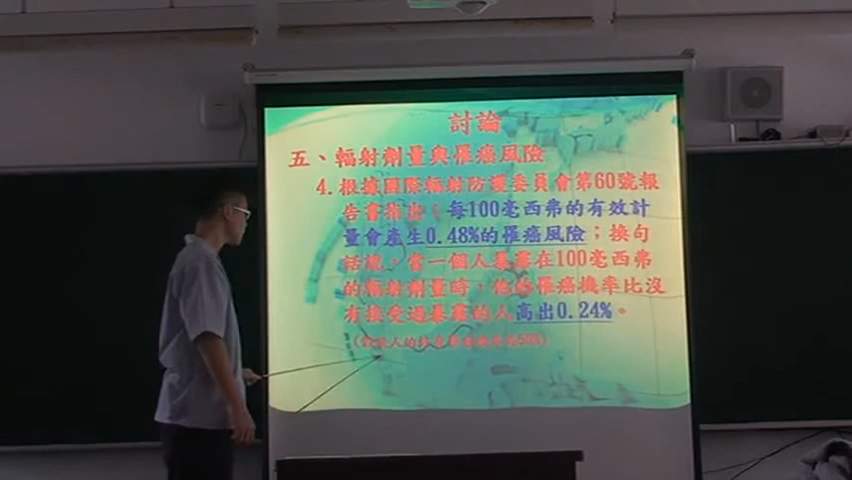 討論
五、輻射劑量與罹癌風險
4. 根據國際輻射防護委員會第60號報
告書指出：每100毫西弗的有效計
量會產生0.48%的罹癌風險；換句
話說，當一個人暴露在100毫西弗
的輻射劑量時，他的罹癌機率比沒
有接受過暴露的人高出0.24%。